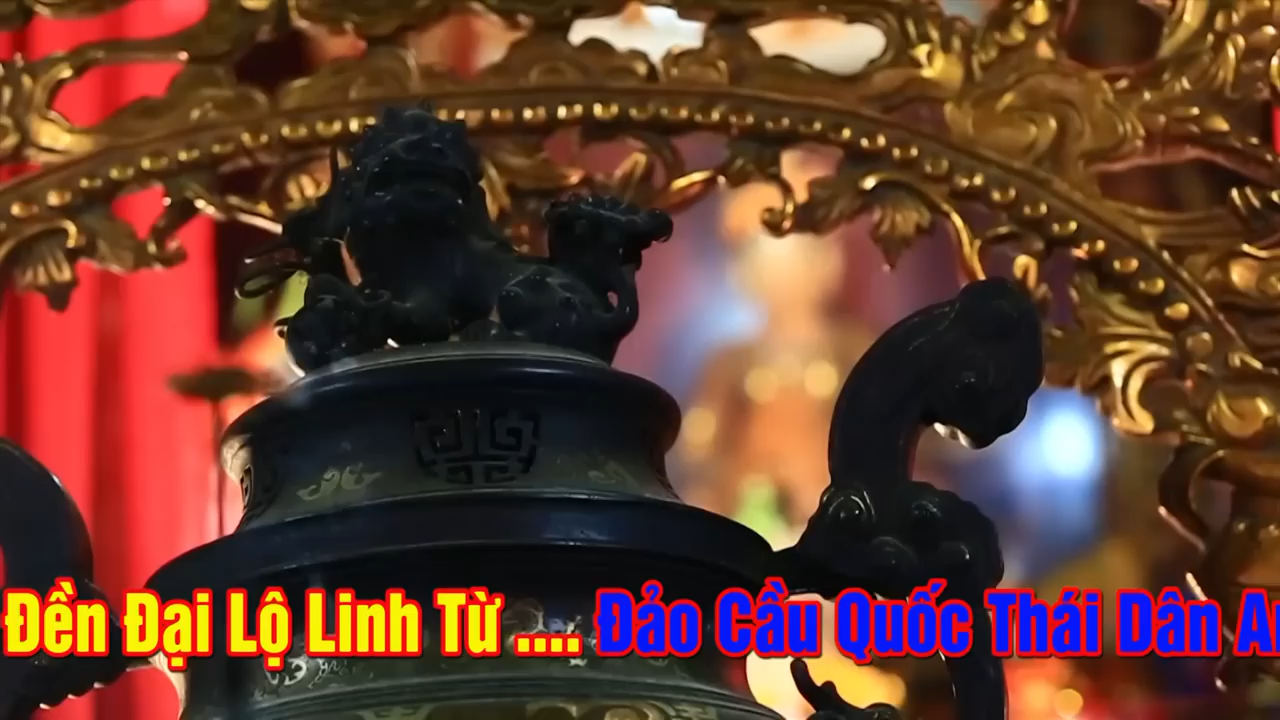 Đền Đại Lộ Linh Từ .... Đảo Cầu Quốc Thái Dân A